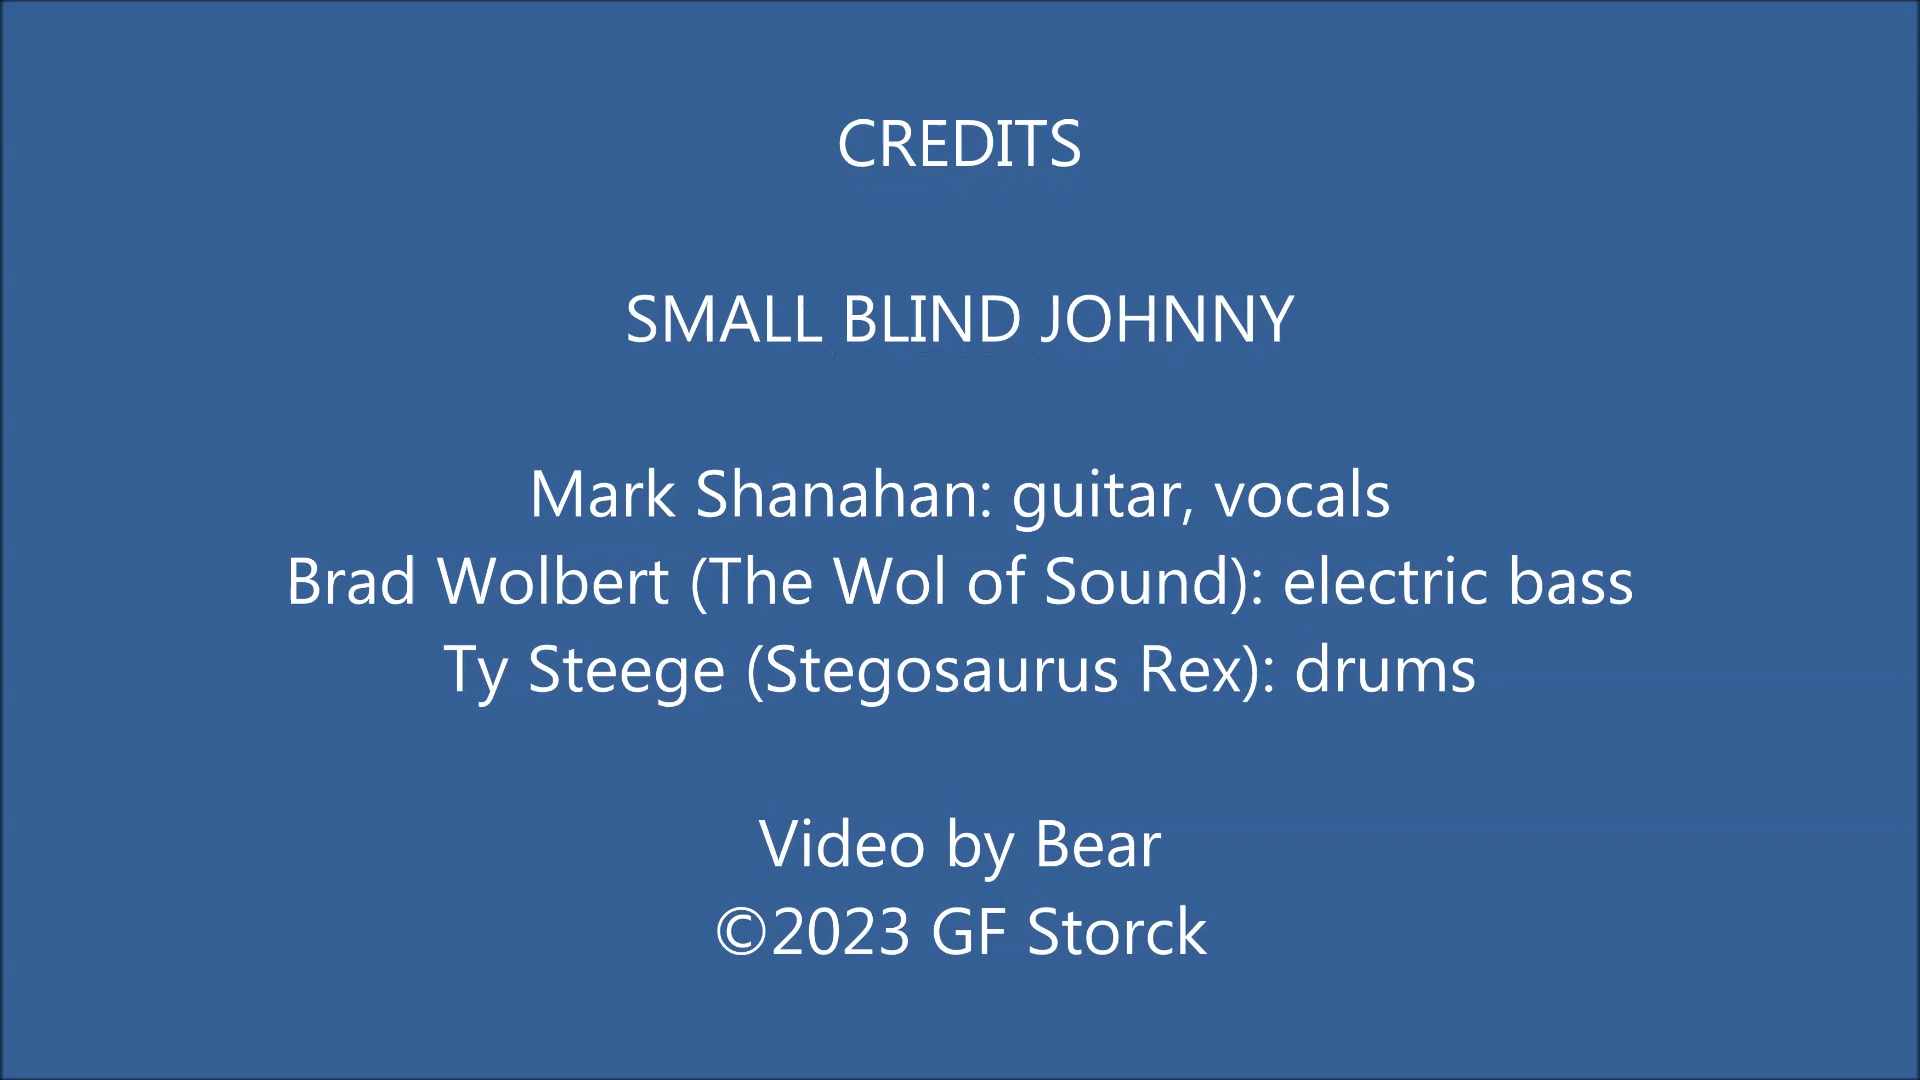 CREDITS
SMALL BLIND JOHNNY
Mark Shanahan: guitar, vocals
Brad Wolbert (The Wol of Sound): electric bass
Ty Steege (Stegosaurus Rex): drums
Video by Bear
©2023 GF Storck